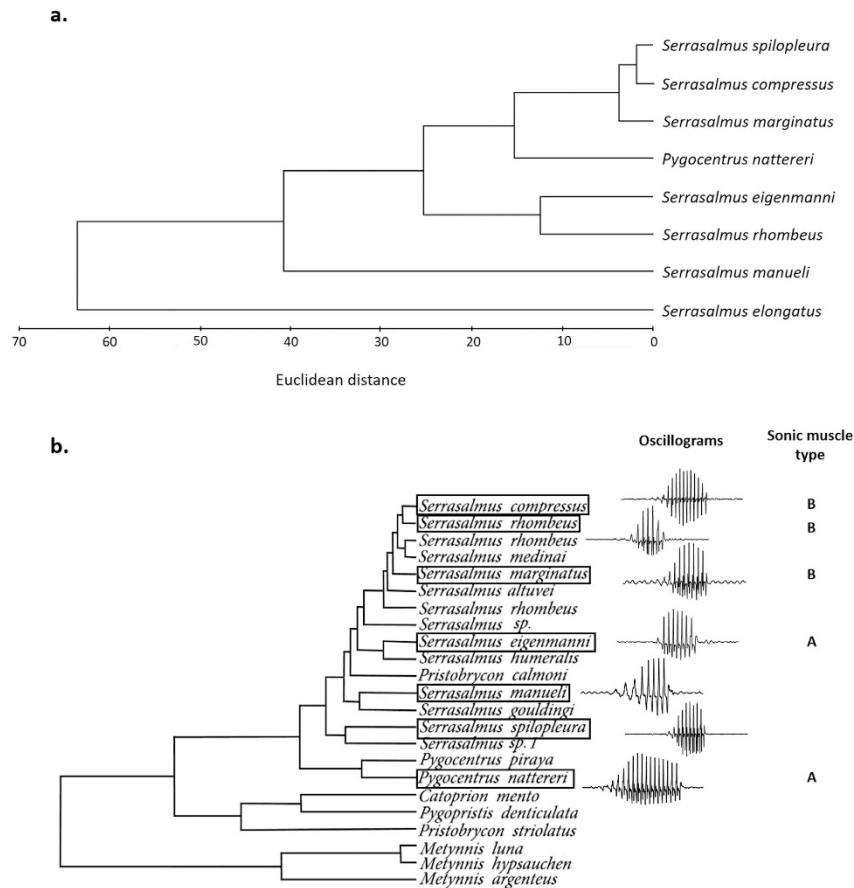 a.
Serrasalmus spilopleura
Serrasalmus compressus
Serrasalmus marginatus
Pygocentrus nattereri
Serrasalmus eigenmanni
Serrasalmus rhombeus
Serrasalmus manueli
Serrasalmus elongatus
70 60 50 40 30 20 10 0
Euclidean distance
b.
Oscillograms
Sonic muscle
type
Serrasalmus compressus B
Serrasalmus rhombeus B
Serrasalmus rhombeus
Serrasalmus medinai
Serrasalmus marginatus B
Serrasalmus altuvei
Serrasalmus rhombeus
Serrasalmus sp.
Serrasalmus eigenmanni A
Serrasalmus humeralis
Pristobrycon calmoni
Serrasalmus manueli
Serrasalmus gouldingi
Serrasalmus spilopleura
Serrasalmus sp. 1
Pygocentrus piraya
Pygocentrus nattereri A
Catoprion mento
Pygopristis denticulata
Pristobrycon striolatus
Metynnis luna
Metynnis hypsauchen
Metynnis argenteus